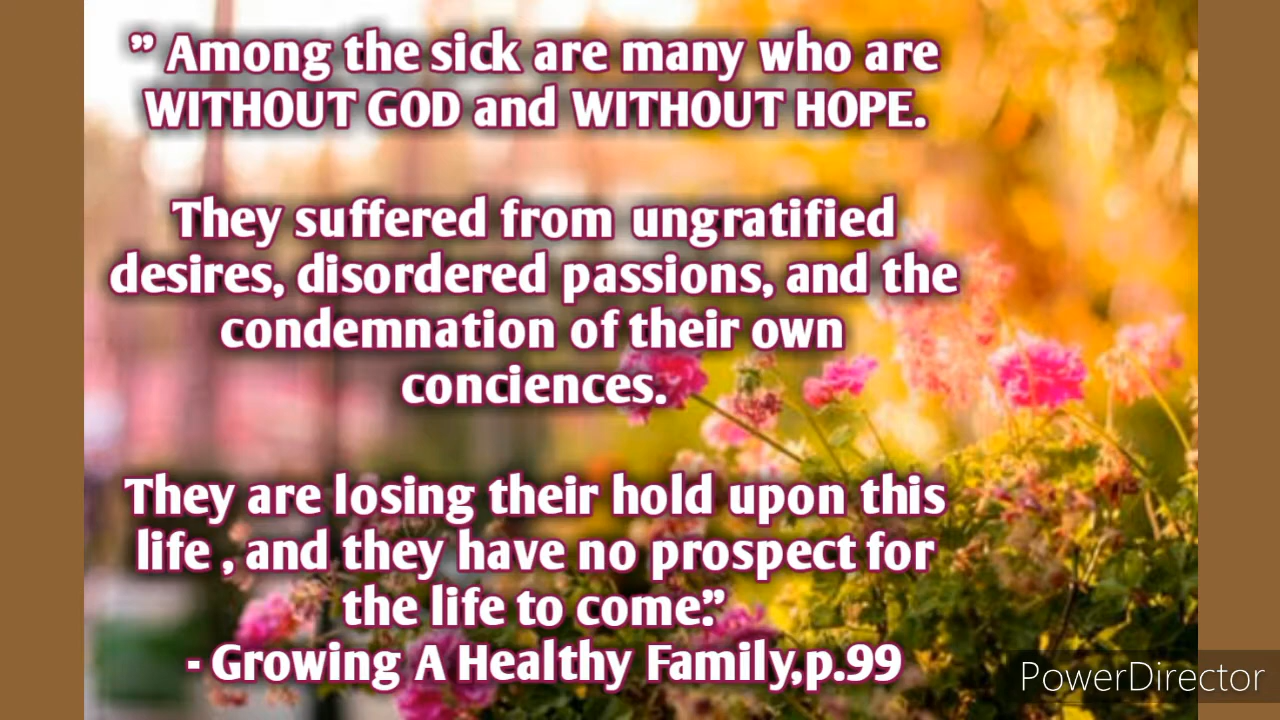 ” Among the sick are many who are
WITHOUT GOD and WITHOUT HOPE.
They suffered from ungratified
desires, disordered passions, and the
condemnation of their own
conciences.
They are losing their hold upon this
life , and they have no prospect for
the life to come.”
- Growing A Healthy Family,p.99
PowerDirector